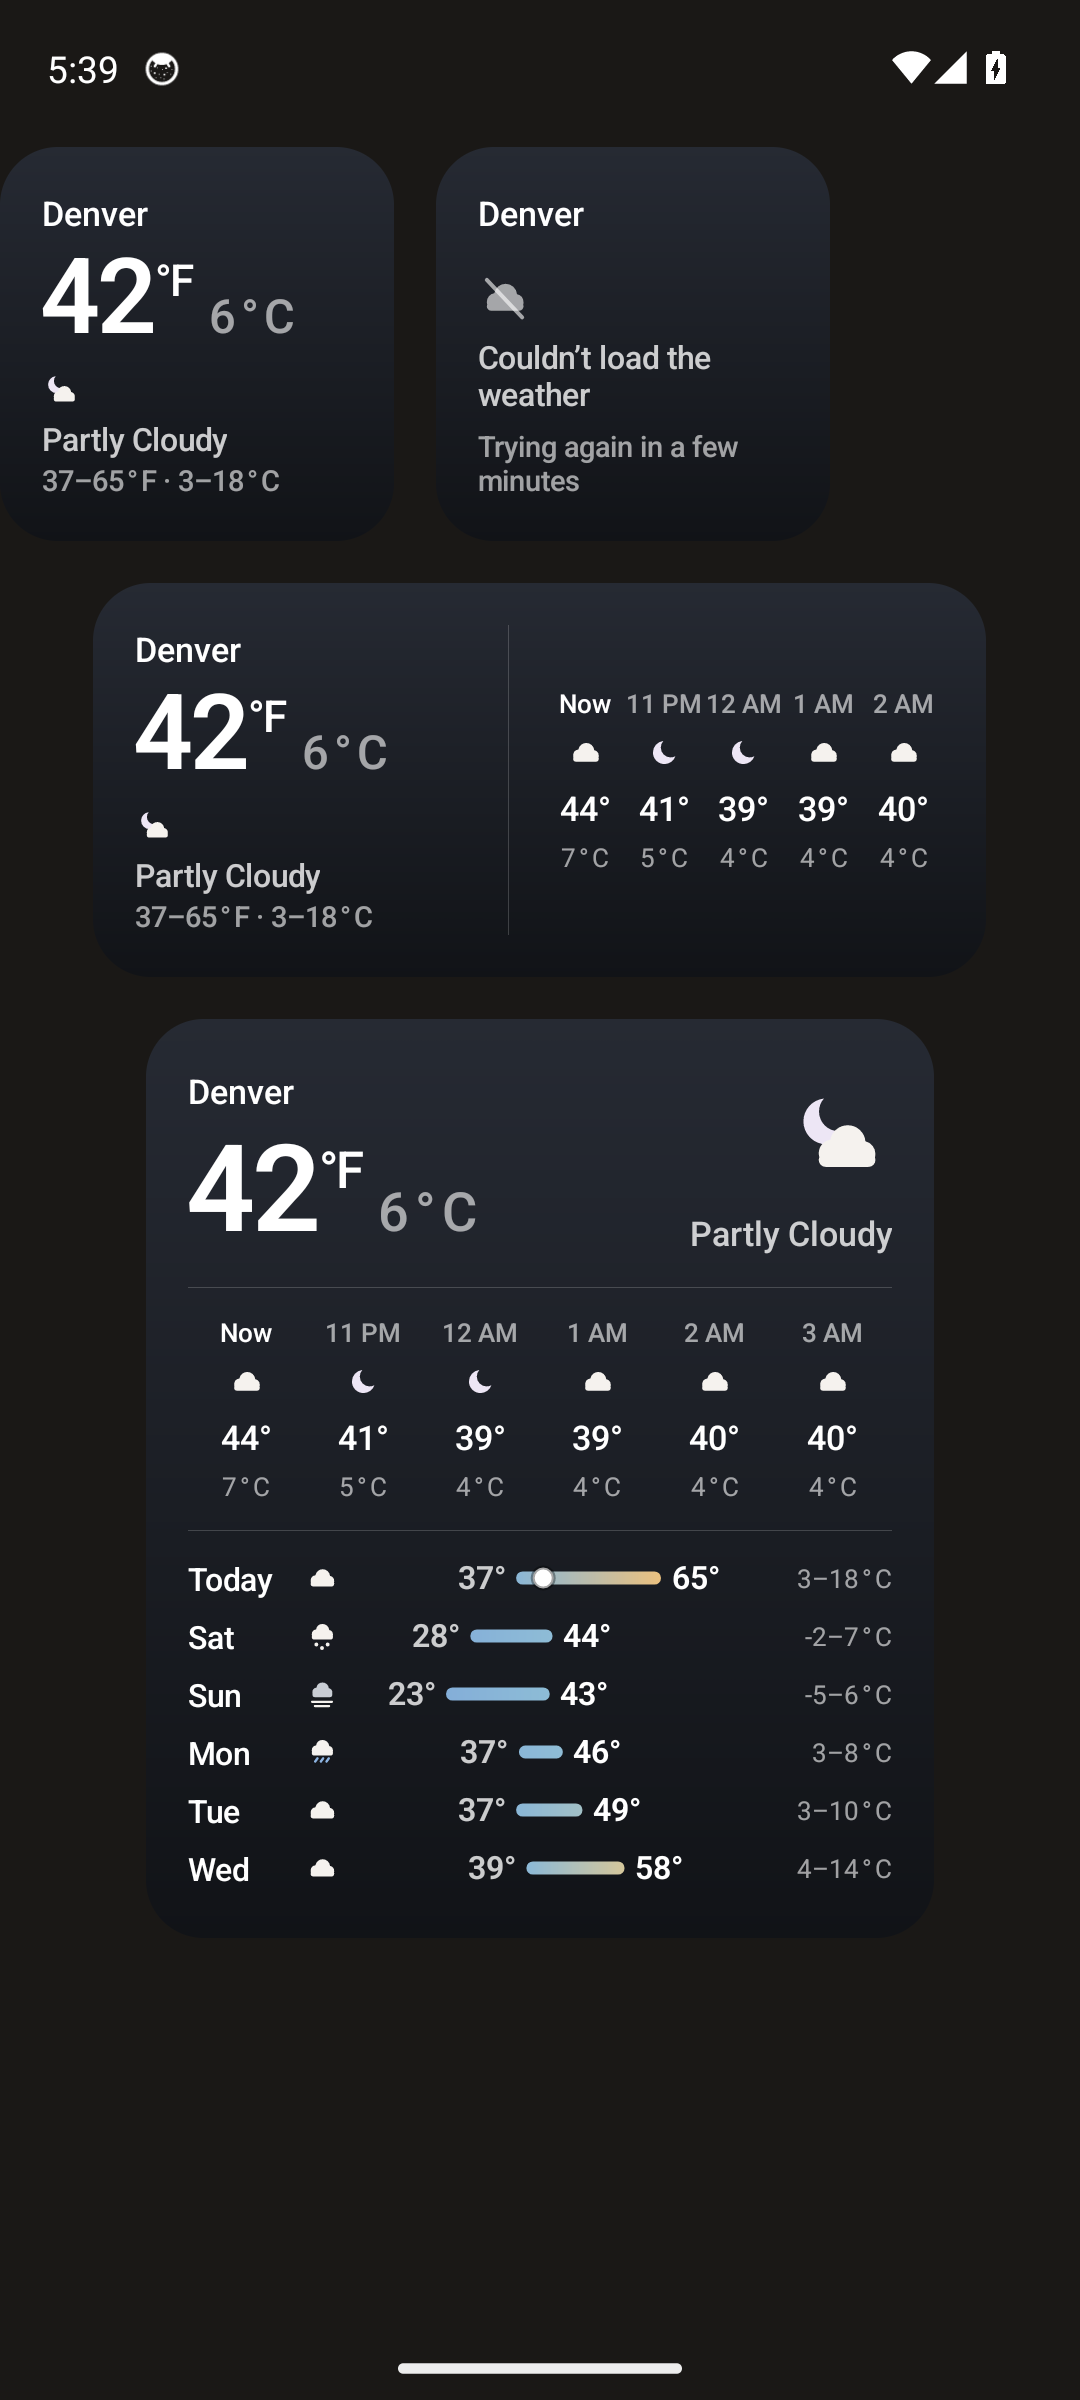 5:39
Denver
42°F 6°C
Partly Cloudy
37–65°F · 3–18°C
Denver
Couldn’t load the
weather
Trying again in a few
minutes
Denver
42°F 6°C
Partly Cloudy
37–65°F · 3–18°C
Now 11 PM 12 AM 1 AM 2 AM
44° 41° 39° 39° 40°
7°C 5°C 4°C 4°C 4°C
Denver
42°F 6°C
Partly Cloudy
Now 11 PM 12 AM 1 AM 2 AM 3 AM
44° 41° 39° 39° 40° 40°
7°C 5°C 4°C 4°C 4°C 4°C
Today 37° 65° 3–18°C
Sat 28° 44° -2–7°C
Sun 23° 43° -5–6°C
Mon 37° 46° 3–8°C
Tue 37° 49° 3–10°C
Wed 39° 58° 4–14°C